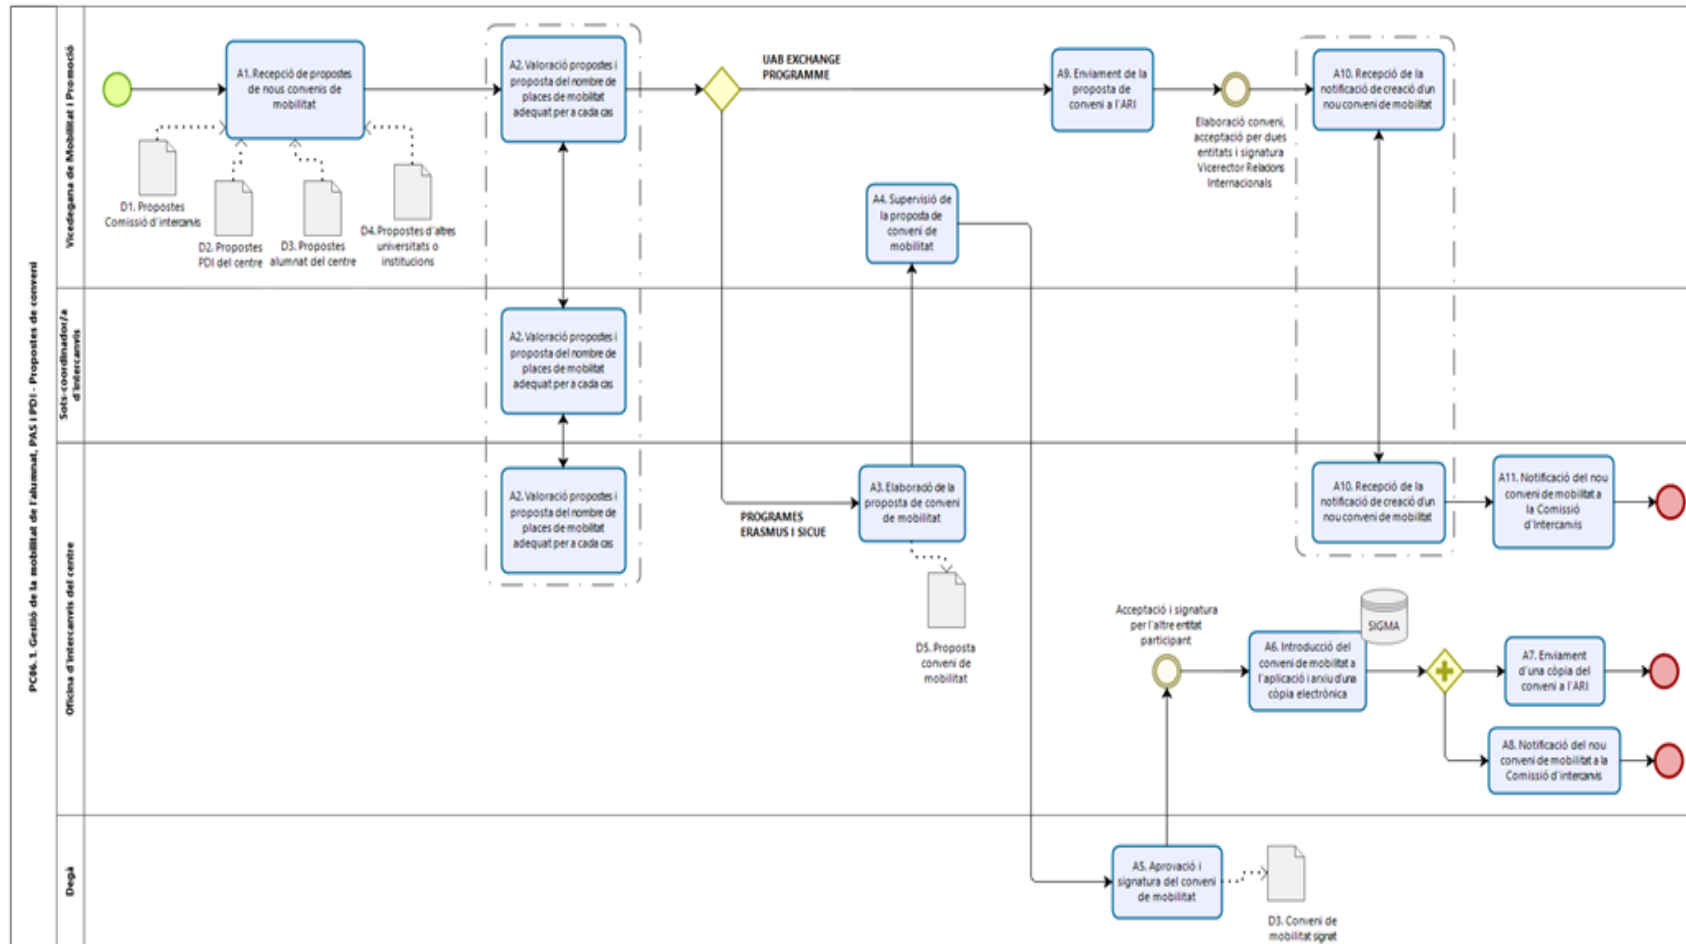 PC06.1. Gestió de la mobilitat de l'alumnat, PAS i PDI - Propostes de conveni
Vicedegana de Mobilitat i Promoció
A1. Recepció de propostes
de nous convenis de
mobilitat
D1. Propostes
Comissió d'intercanvis
D2. Propostes
PDI del centre
D3. Propostes
alumnat del centre
D4. Propostes d'altres
universitats o
institucions
A2. Valoració propostes i
proposta del nombre de
places de mobilitat
adequat per a cada cas
UAB EXCHANGE
PROGRAMME
A4. Supervisió de
la proposta de
conveni de
mobilitat
A9. Enviament de la
proposta de
conveni a l'ARI
Elaboració conveni,
acceptació per dues
entitats i signatura
Vicerector Relacions
Internacionals
A10. Recepció de la
notificació de creació d'un
nou conveni de mobilitat
Sots-coordinador/a
d'intercanvis
A2. Valoració propostes i
proposta del nombre de
places de mobilitat
adequat per a cada cas
Oficina d'intercanvis del centre
A2. Valoració propostes i
proposta del nombre de
places de mobilitat
adequat per a cada cas
PROGRAMES
ERASMUS I SICUE
A3. Elaboració de la
proposta de conveni
de mobilitat
D5. Proposta
conveni de
mobilitat
A10. Recepció de la
notificació de creació d'un
nou conveni de mobilitat
A11. Notificació del nou
conveni de mobilitat a
la Comissió
d'Intercanvis
Acceptació i signatura
per l'altre entitat
participant
A6. Introducció del
conveni de mobilitat a
l'aplicació i arxiu d'una
còpia electrònica
SIGMA
A7. Enviament
d'una còpia del
conveni a l'ARI
A8. Notificació del nou
conveni de mobilitat a la
Comissió d'intercanvis
Degà
A5. Aprovació i
signatura del conveni
de mobilitat
D3. Conveni de
mobilitat signat